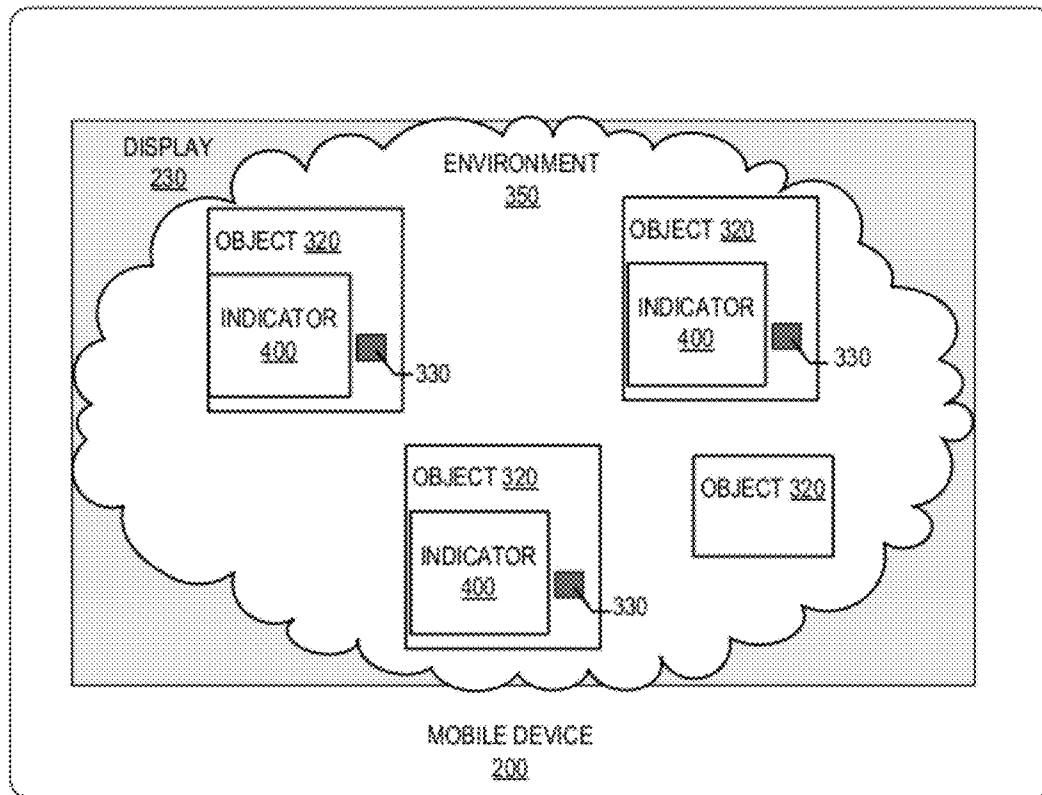 DISPLAY
230
ENVIRONMENT
350
OBJECT 320
INDICATOR
400
330
OBJECT 320
INDICATOR
400
330
OBJECT 320
INDICATOR
400
330
OBJECT 320
MOBILE DEVICE
200